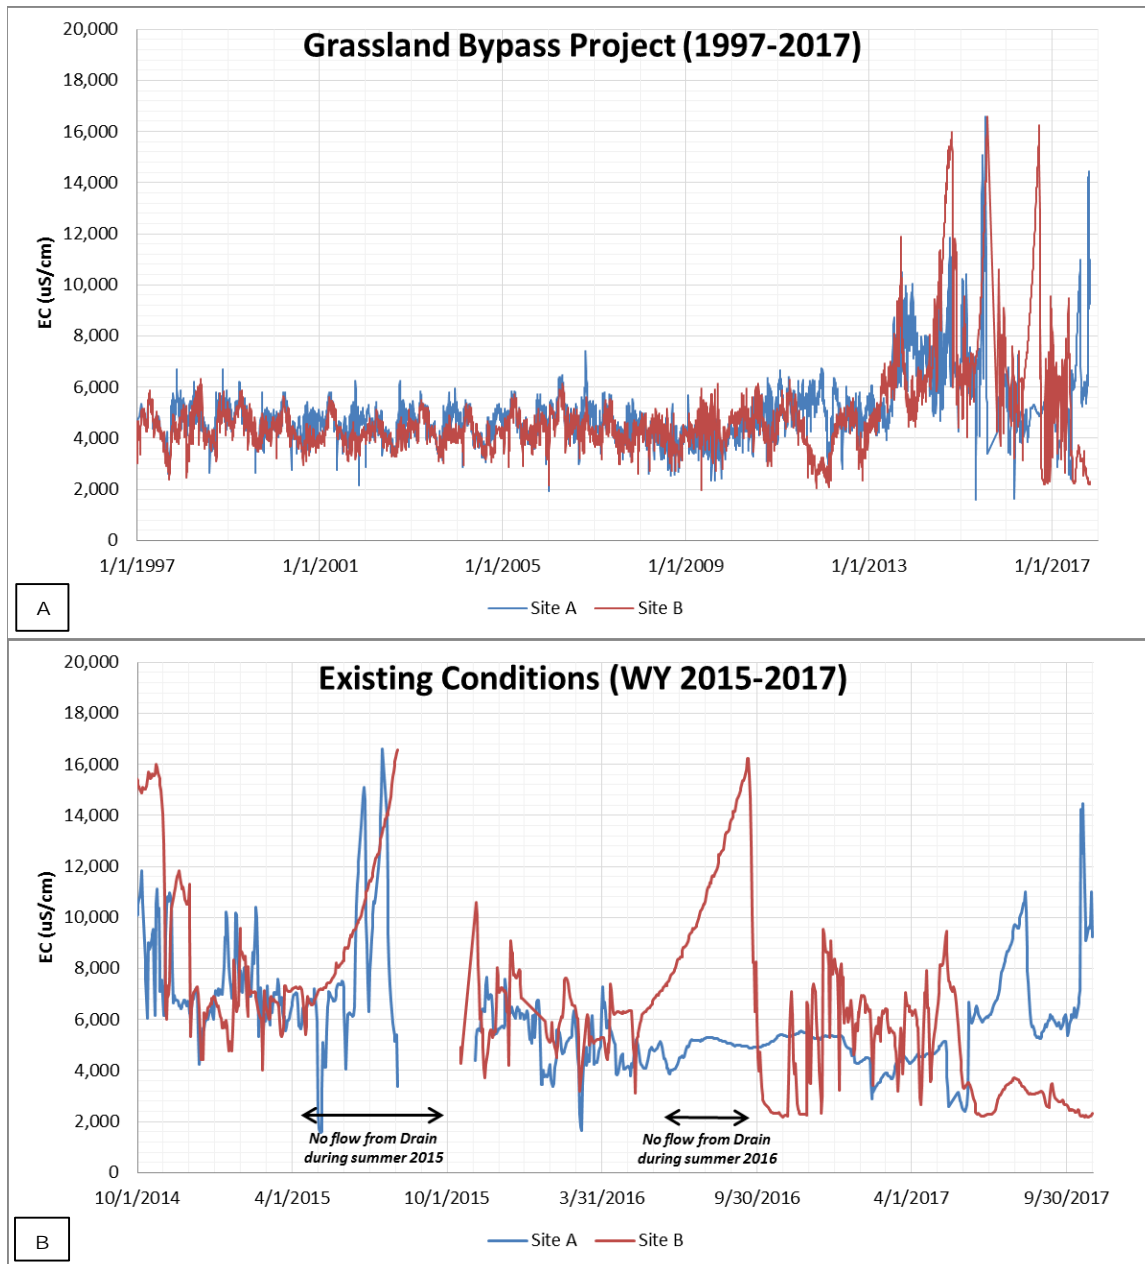 Grassland Bypass Project (1997-2017)
20,000
18,000
16,000
14,000
12,000
10,000
8,000
6,000
4,000
2,000
0
EC (uS/cm)
1/1/1997 1/1/2001 1/1/2005 1/1/2009 1/1/2013 1/1/2017
Site A Site B
A
Existing Conditions (WY 2015-2017)
20,000
18,000
16,000
14,000
12,000
10,000
8,000
6,000
4,000
2,000
0
EC (uS/cm)
No flow from Drain
during summer 2015
No flow from Drain
during summer 2016
10/1/2014 4/1/2015 10/1/2015 3/31/2016 9/30/2016 4/1/2017 9/30/2017
Site A Site B
B